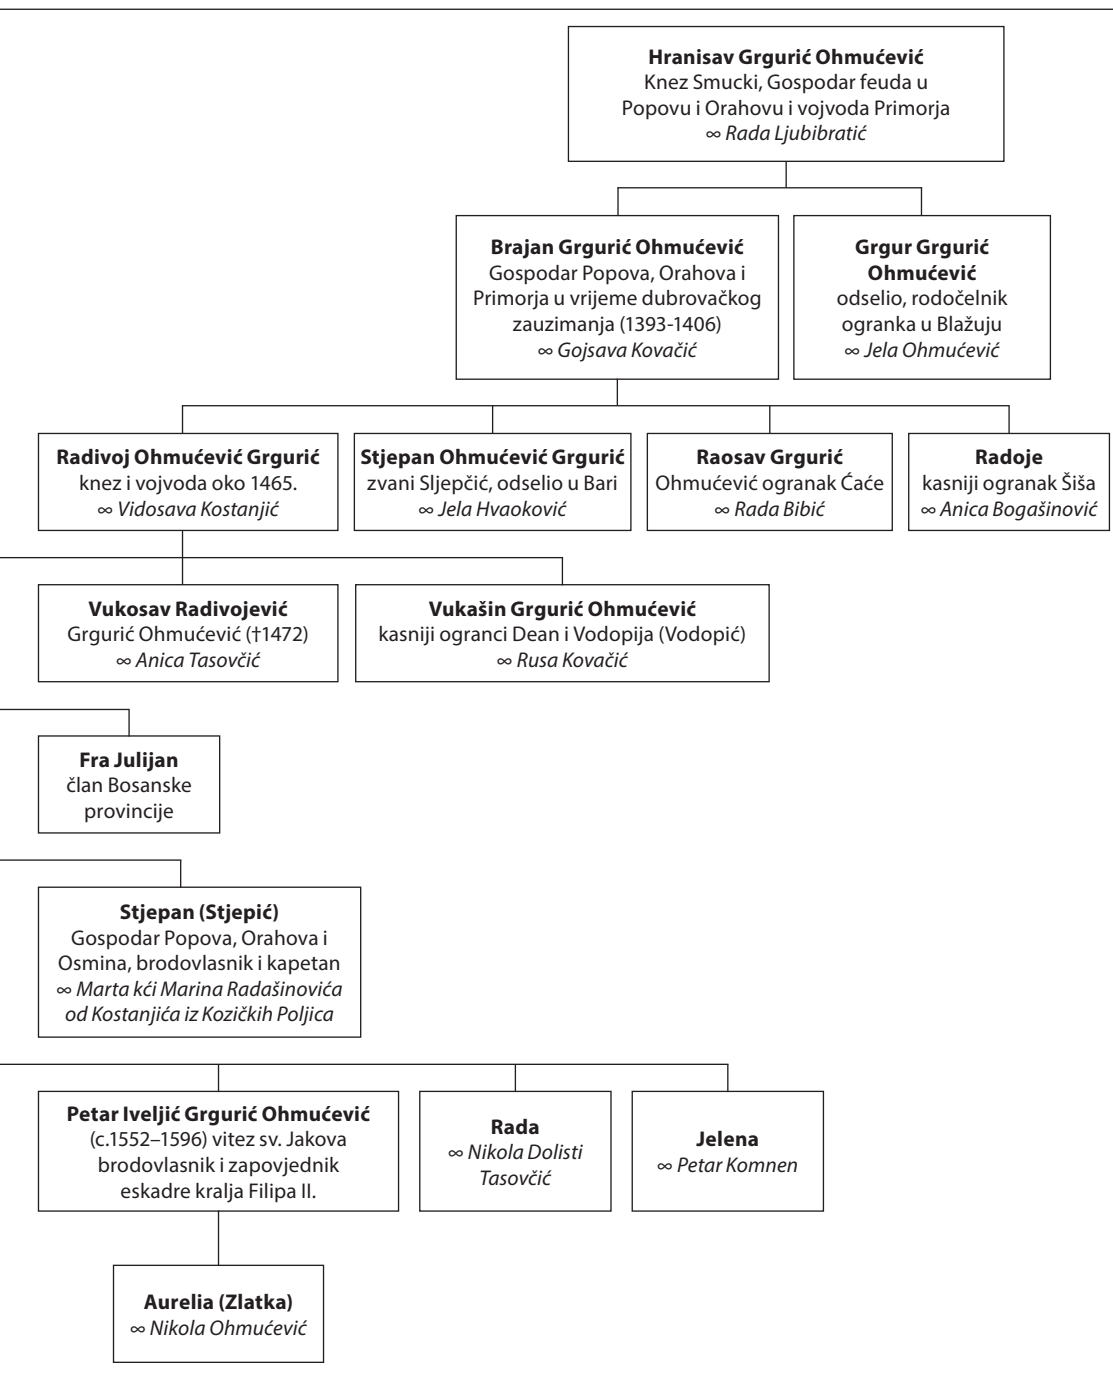 Hranisav Grgurić Ohmućević
Knez Smucki, Gospodar feuda u
Popovu i Orahovu i vojvoda Primorja
∞ Rada Ljubibratić
Brajan Grgurić Ohmućević
Gospodar Popova, Orahova i
Primorja u vrijeme dubrovačkog
zauzimanja (1393-1406)
∞ Gojsava Kovačić
Grgur Grgurić
Ohmućević
odselio, rodočelnik
ogranka u Blažuju
∞ Jela Ohmućević
Radivoj Ohmućević Grgurić
knez i vojvoda oko 1465.
∞ Vidosava Kostanjić
Stjepan Ohmućević Grgurić
zvani Sljepčić, odselio u Bari
∞ Jela Hvaoković
Raosav Grgurić
Ohmućević ogranak Ćaće
∞ Rada Bibić
Radoje
kasniji ogranak Šiša
∞ Anica Bogašinović
Vukosav Radivojević
Grgurić Ohmućević (†1472)
∞ Anica Tasovčić
Vukašin Grgurić Ohmućević
kasniji ogranci Dean i Vodopija (Vodopić)
∞ Rusa Kovačić
Fra Julijan
član Bosanske
provincije
Stjepan (Stjepić)
Gospodar Popova, Orahova i
Osmina, brodovlasnik i kapetan
∞ Marta kći Marina Radašinovića
od Kostanjića iz Kozičkih Poljica
Petar Iveljić Grgurić Ohmućević
(c.1552–1596) vitez sv. Jakova
brodovlasnik i zapovjednik
eskadre kralja Filipa II.
Rada
∞ Nikola Dolisti
Tasovčić
Jelena
∞ Petar Komnen
Aurelia (Zlatka)
∞ Nikola Ohmućević